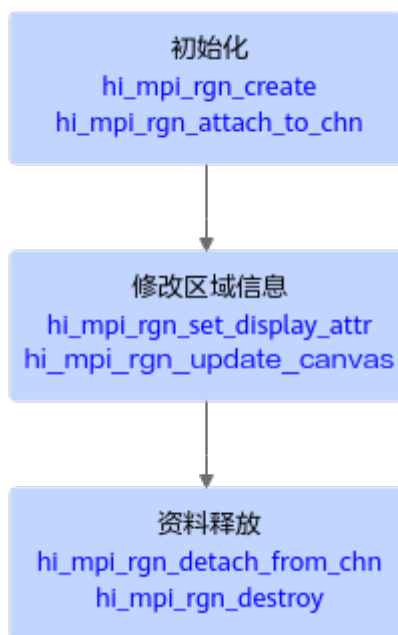 初始化
hi_mpi_rgn_create
hi_mpi_rgn_attach_to_chn
修改区域信息
hi_mpi_rgn_set_display_attr
hi_mpi_rgn_update_canvas
资料释放
hi_mpi_rgn_detach_from_chn
hi_mpi_rgn_destroy